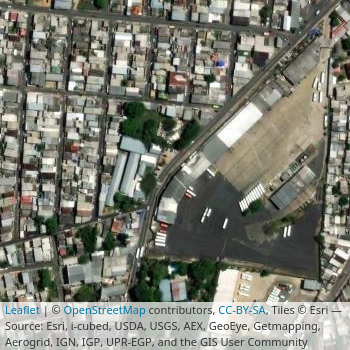 Leaflet | © OpenStreetMap contributors, CC-BY-SA, Tiles © Esri —
Source: Esri, i-cubed, USDA, USGS, AEX, GeoEye, Getmapping,
Aerogrid, IGN, IGP, UPR-EGP, and the GIS User Community